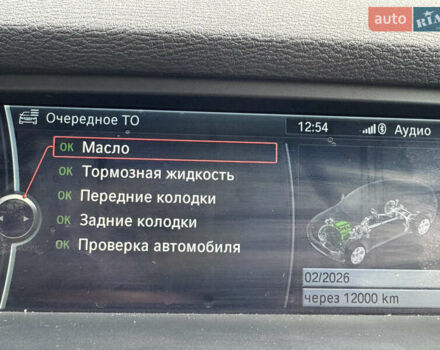 auto RIA
Очередное ТО
12:54
Аудио
OK Масло
OK Тормозная жидкость
OK Передние колодки
OK Задние колодки
OK Проверка автомобиля
02/2026
через 12000 km